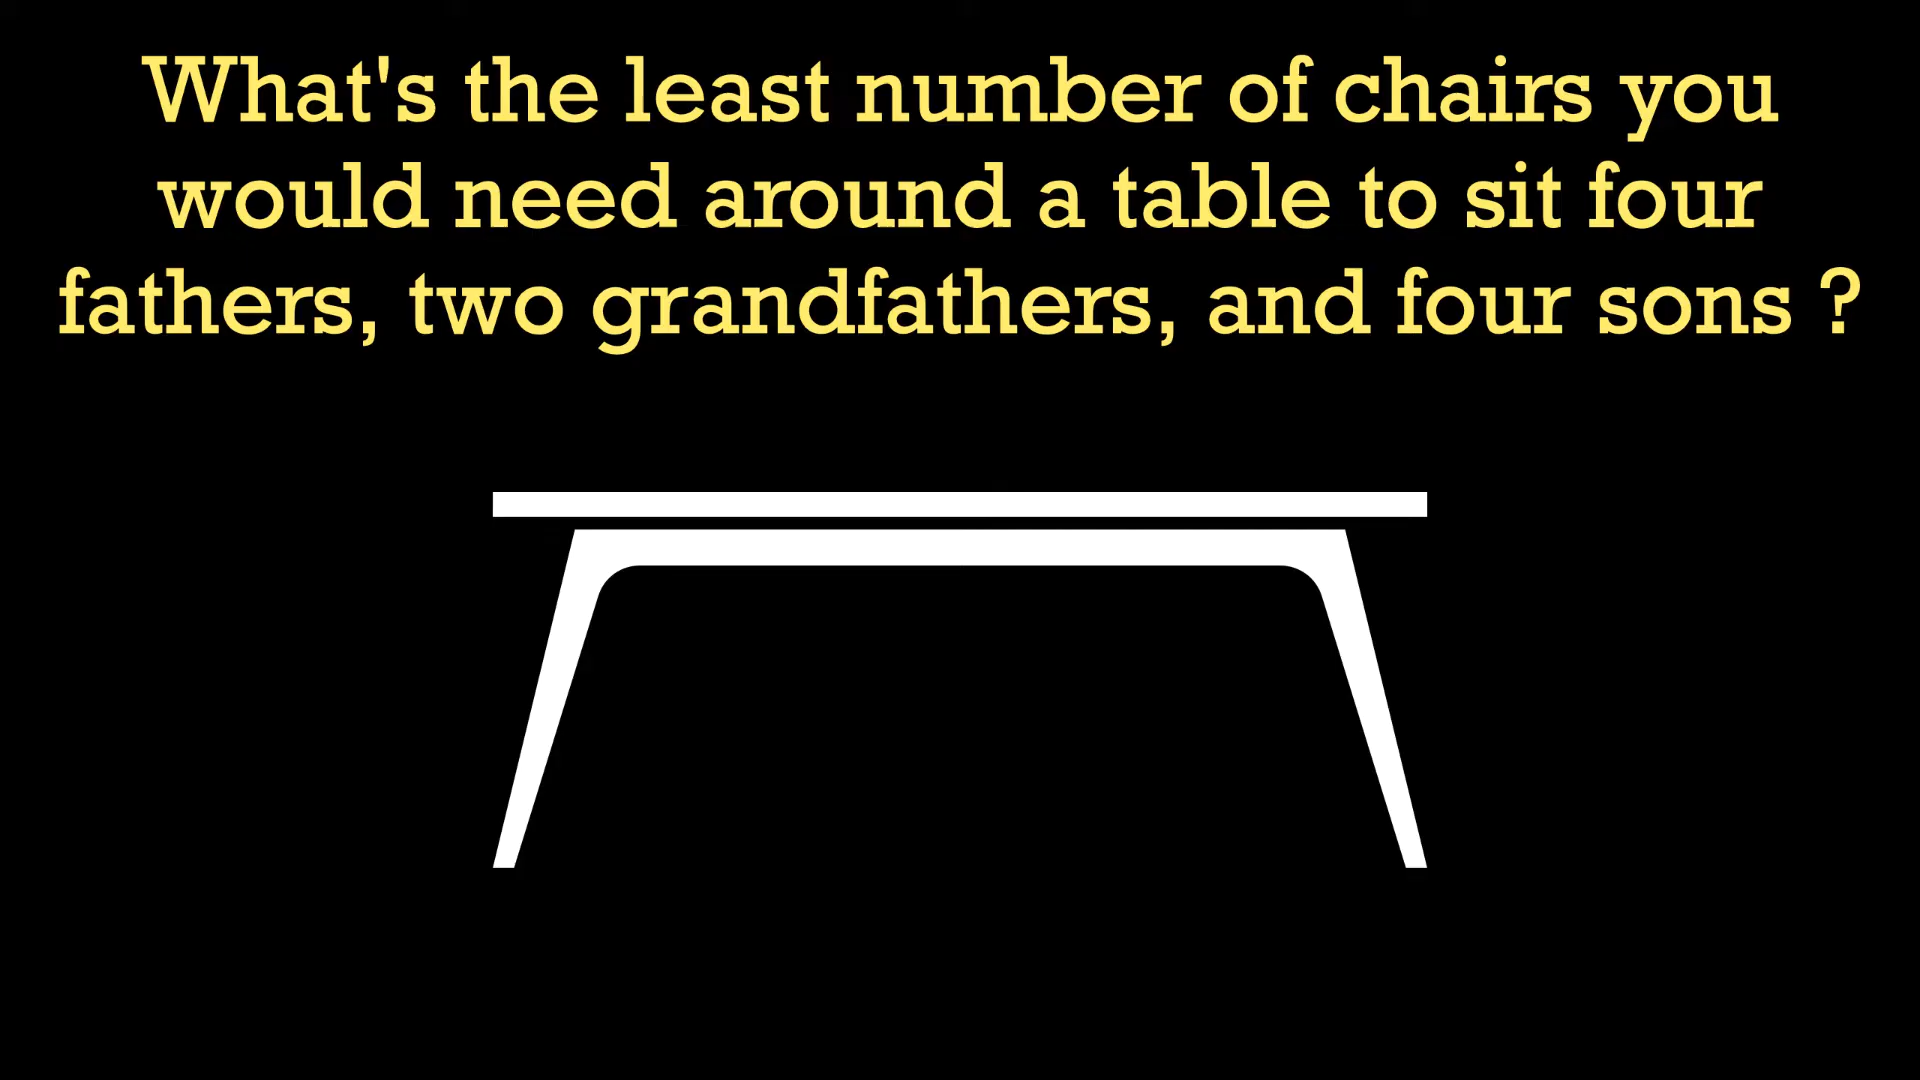 What's the least number of chairs you
would need around a table to sit four
fathers, two grandfathers, and four sons ?